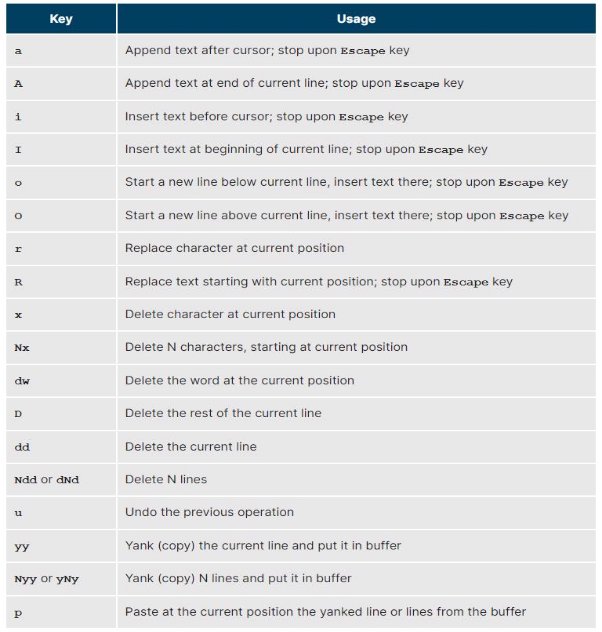 Key Usage
a Append text after cursor; stop upon Escape key
A Append text at end of current line; stop upon Escape key
i Insert text before cursor; stop upon Escape key
I Insert text at beginning of current line; stop upon Escape key
o Start a new line below current line, insert text there; stop upon Escape key
O Start a new line above current line, insert text there; stop upon Escape key
r Replace character at current position
R Replace text starting with current position; stop upon Escape key
x Delete character at current position
Nx Delete N characters, starting at current position
dw Delete the word at the current position
D Delete the rest of the current line
dd Delete the current line
Ndd or dNd Delete N lines
u Undo the previous operation
yy Yank (copy) the current line and put it in buffer
Nyy or yNy Yank (copy) N lines and put it in buffer
p Paste at the current position the yanked line or lines from the buffer